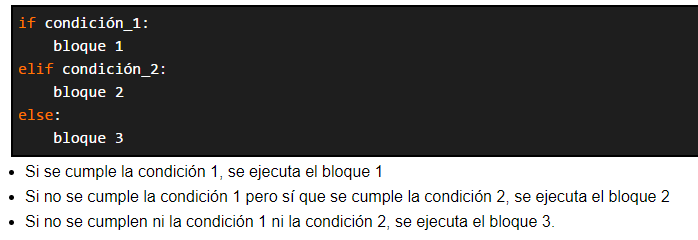 if condición_1:
    bloque 1
elif condición_2:
    bloque 2
else:
    bloque 3
• Si se cumple la condición 1, se ejecuta el bloque 1
• Si no se cumple la condición 1 pero sí que se cumple la condición 2, se ejecuta el bloque 2
• Si no se cumplen ni la condición 1 ni la condición 2, se ejecuta el bloque 3.